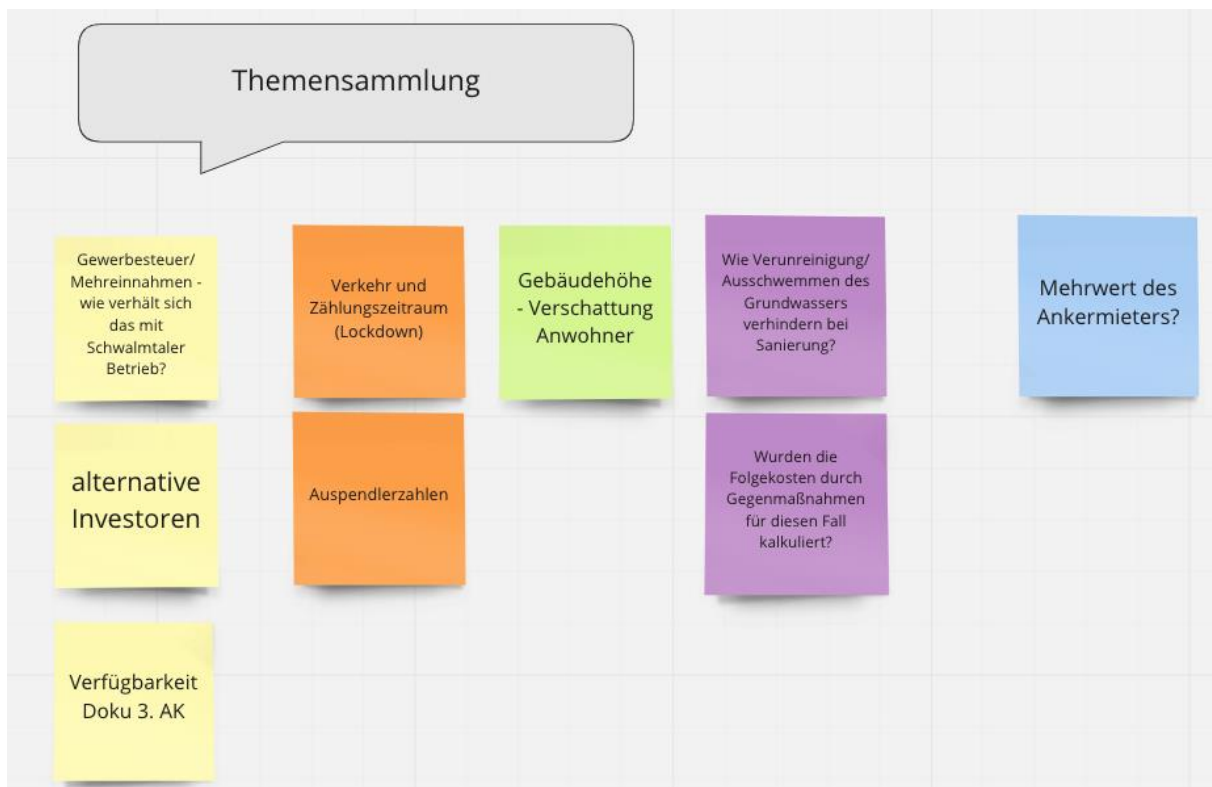 Themensammlung
Gewerbesteuer/
Mehreinnahmen -
wie verhält sich
das mit
Schwalmtaler
Betrieb?
alternative
Investoren
Verfügbarkeit
Doku 3. AK
Verkehr und
Zählungszeitraum
(Lockdown)
Auspendlerzahlen
Gebäudehöhe
- Verschattung
Anwohner
Wie Verunreinigung/
Ausschwemmen des
Grundwassers
verhindern bei
Sanierung?
Wurden die
Folgekosten durch
Gegenmaßnahmen
für diesen Fall
kalkuliert?
Mehrwert des
Ankermieters?